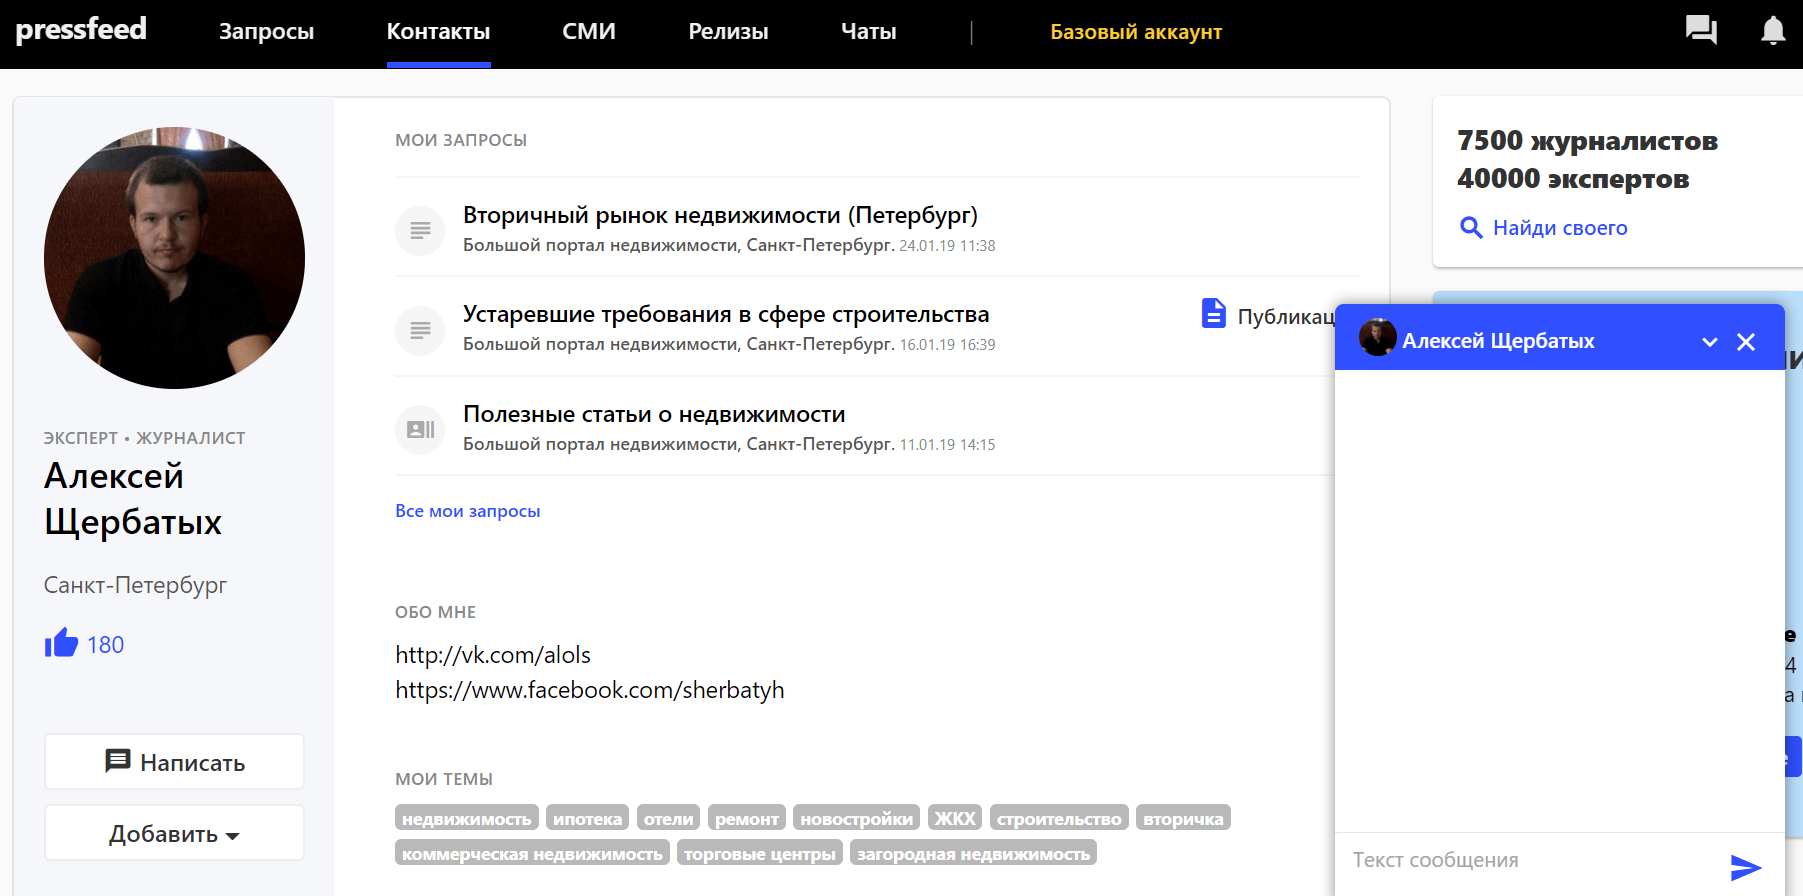 pressfeed
Запросы
Контакты
СМИ
Релизы
Чаты
Базовый аккаунт
ЭКСПЕРТ • ЖУРНАЛИСТ
Алексей
Щербатых
Санкт-Петербург
180
Написать
Добавить
МОИ ЗАПРОСЫ
Вторичный рынок недвижимости (Петербург)
Большой портал недвижимости, Санкт-Петербург. 24.01.19 11:38
Устаревшие требования в сфере строительства
Большой портал недвижимости, Санкт-Петербург. 16.01.19 16:39
Публикац
Полезные статьи о недвижимости
Большой портал недвижимости, Санкт-Петербург. 11.01.19 14:15
Все мои запросы
ОБО МНЕ
http://vk.com/alols
https://www.facebook.com/sherbatyh
МОИ ТЕМЫ
недвижимость ипотека отели ремонт новостройки ЖКХ строительство вторичка
коммерческая недвижимость торговые центры загородная недвижимость
7500 журналистов
40000 экспертов
Найди своего
Алексей Щербатых
Текст сообщения